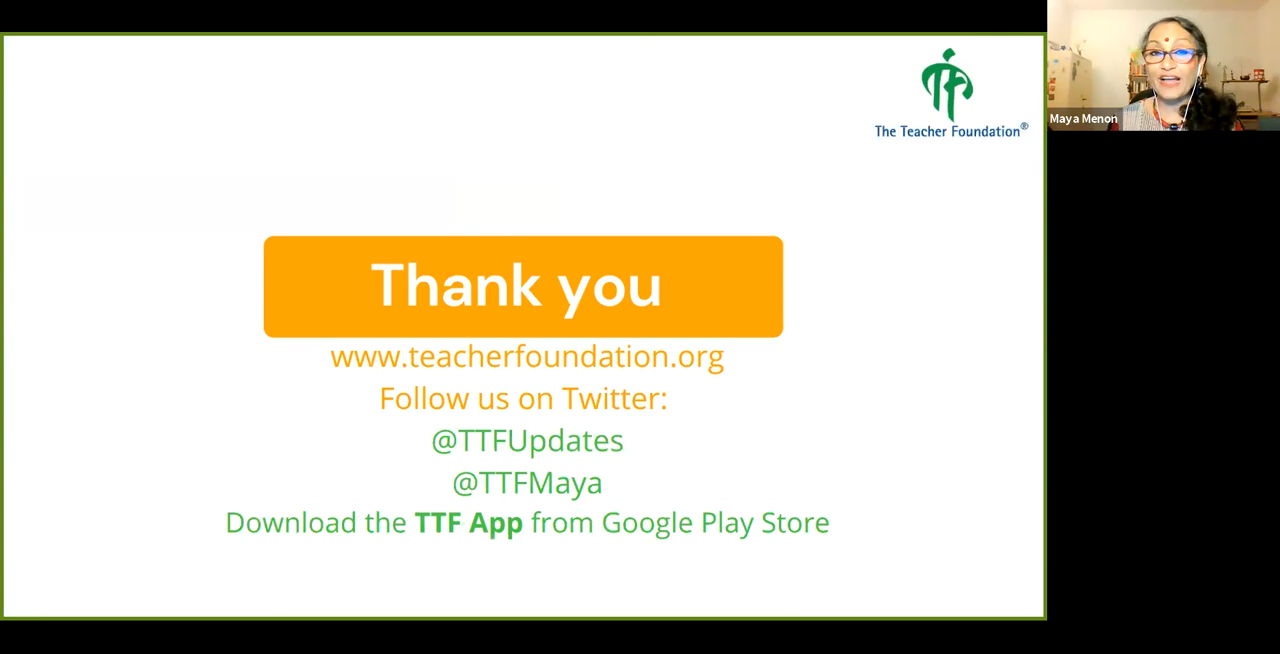 TF
The Teacher Foundation®
Maya Menon
Thank you
www.teacherfoundation.org
Follow us on Twitter:
@TTFUpdates
@TTFMaya
Download the TTF App from Google Play Store